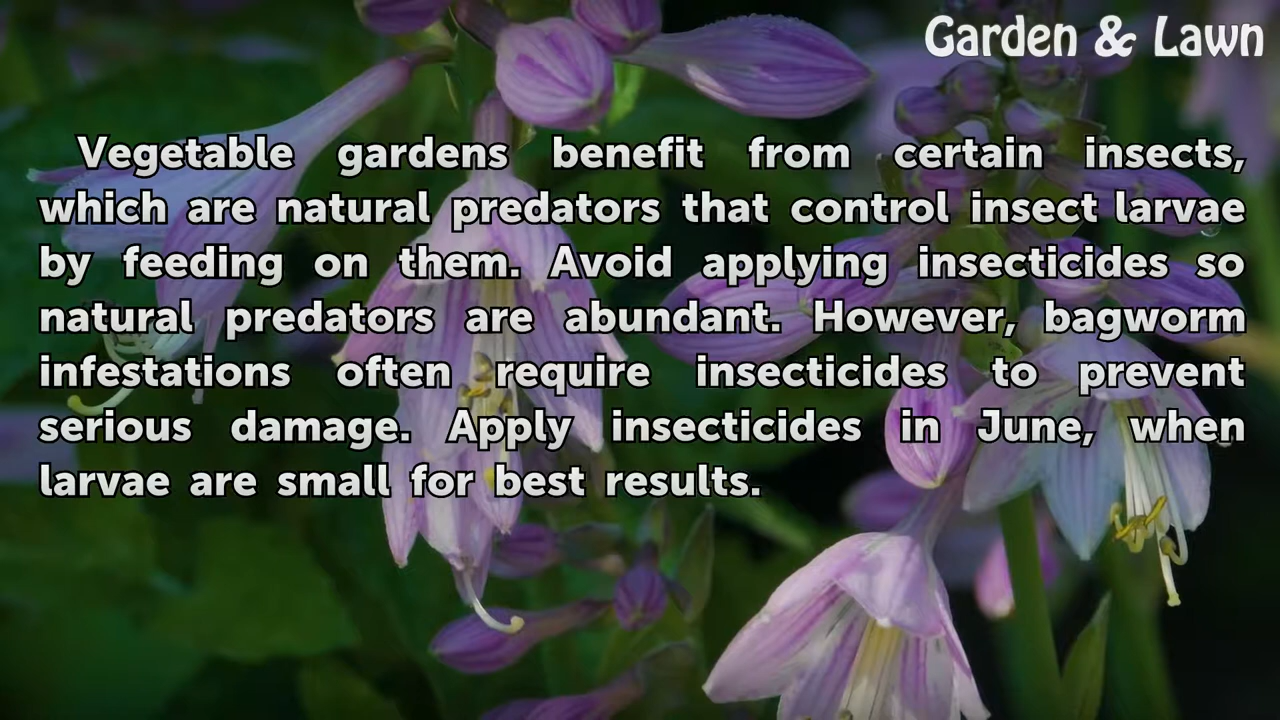 Garden & Lawn
Vegetable gardens benefit from certain insects,
which are natural predators that control insect larvae
by feeding on them. Avoid applying insecticides so
natural predators are abundant. However, bagworm
infestations often require insecticides to prevent
serious damage. Apply insecticides in June, when
larvae are small for best results.